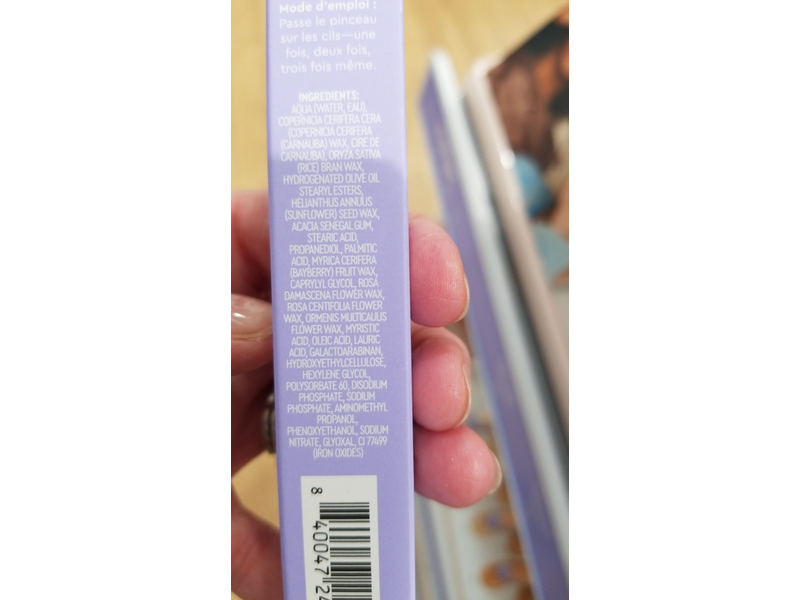 Mode d'emploi :
Passe le pinceau
sur les cils—une
fois, deux fois,
trois fois même.
INGREDIENTS:
AQUA (WATER, EAU),
COPERNICIA CERIFERA CERA
(COPERNICIA CERIFERA
(CARNAUBA) WAX, CIRE DE
CARNAUBA), ORYZA SATIVA
(RICE) BRAN WAX,
HYDROGENATED OLIVE OIL
STEARYL ESTERS,
HELIANTHUS ANNUUS
(SUNFLOWER) SEED WAX,
ACACIA SENEGAL GUM,
STEARIC ACID,
PROPANEDIOL, PALMITIC
ACID, MYRICA CERIFERA
(BAYBERRY) FRUIT WAX,
CAPRYLYL GLYCOL, ROSA
DAMASCENA FLOWER WAX,
ROSA CENTIFOLIA FLOWER
WAX, ORMENIS MULTICAULIS
FLOWER WAX, MYRISTIC
ACID, OLEIC ACID, LAURIC
ACID, GALACTOARABINAN,
HYDROXYETHYLCELLULOSE,
HEXYLENE GLYCOL,
POLYSORBATE 60, DISODIUM
PHOSPHATE, SODIUM
PHOSPHATE, AMINOMETHYL
PROPANOL,
PHENOXYETHANOL, SODIUM
NITRATE, GLYOXAL, CI 77499
(IRON OXIDES)
8 40047 24